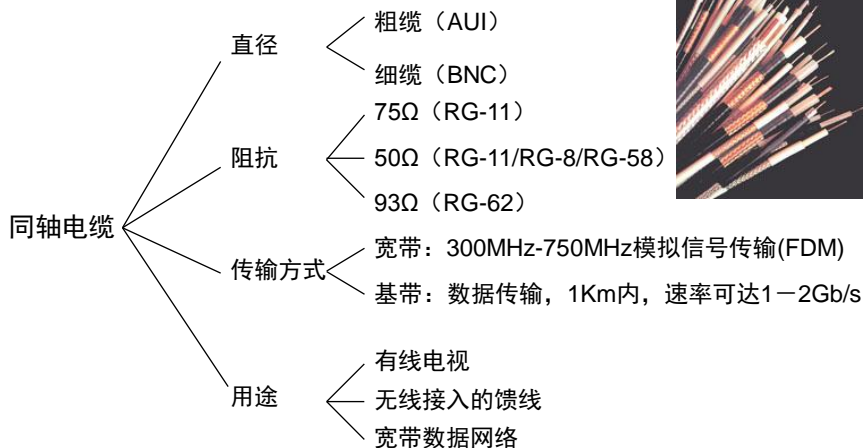 粗缆（AUI）
直径
细缆（BNC）
75Ω（RG-11）
阻抗
50Ω（RG-11/RG-8/RG-58）
93Ω（RG-62）
同轴电缆
宽带：300MHz-750MHz模拟信号传输(FDM)
传输方式
基带：数据传输，1Km内，速率可达1－2Gb/s
有线电视
用途
无线接入的馈线
宽带数据网络